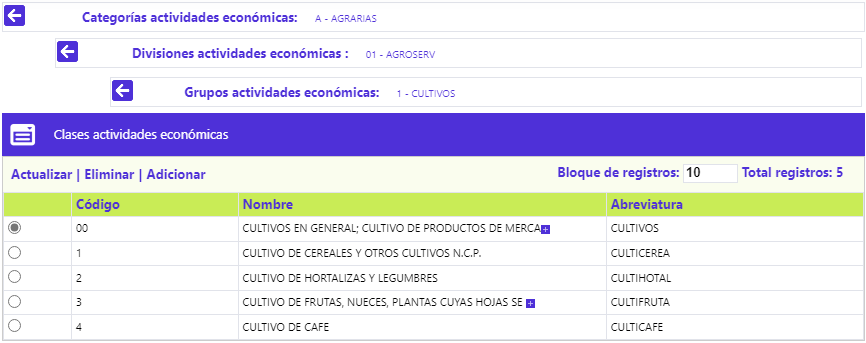 Categorías actividades económicas: A - AGRARIAS
Divisiones actividades económicas : 01 - AGROSERV
Grupos actividades económicas: 1 - CULTIVOS
Clases actividades económicas
Actualizar | Eliminar | Adicionar Bloque de registros: 10 Total registros: 5
Código Nombre Abreviatura
00 CULTIVOS EN GENERAL; CULTIVO DE PRODUCTOS DE MERCA CULTIVOS
1 CULTIVO DE CEREALES Y OTROS CULTIVOS N.C.P. CULTICEREA
2 CULTIVO DE HORTALIZAS Y LEGUMBRES CULTIHOTAL
3 CULTIVO DE FRUTAS, NUECES, PLANTAS CUYAS HOJAS SE CULTIFRUTA
4 CULTIVO DE CAFE CULTICAFE